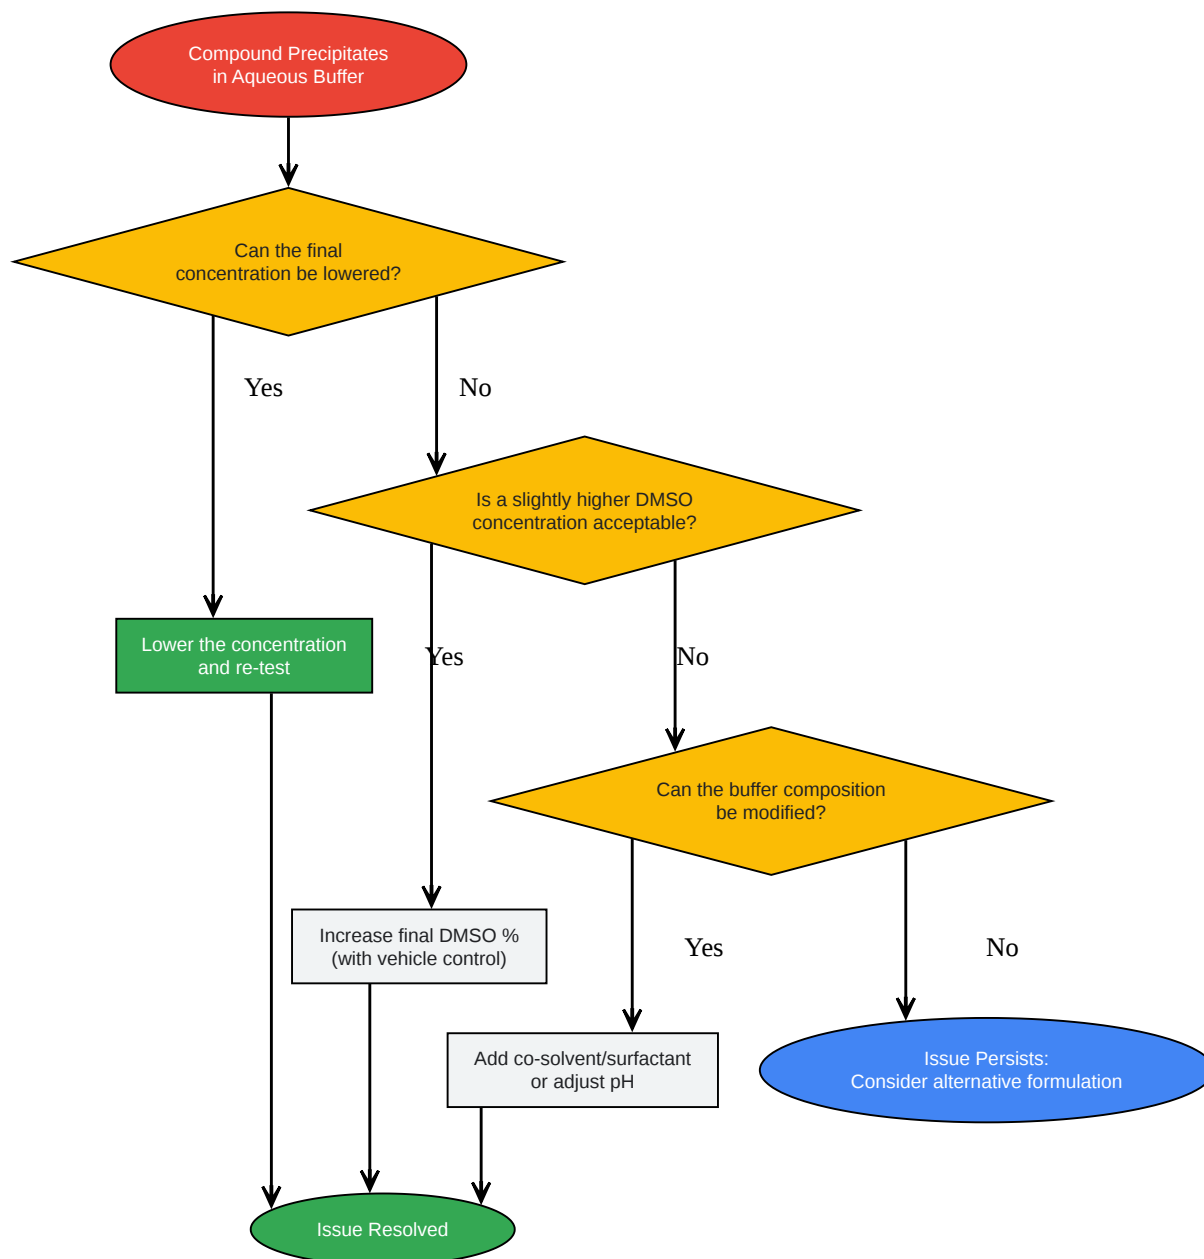 Compound Precipitates
in Aqueous Buffer
Can the final
concentration be lowered?
Yes
No
Is a slightly higher DMSO
concentration acceptable?
Lower the concentration
and re-test
Yes
No
Can the buffer composition
be modified?
Increase final DMSO %
(with vehicle control)
Yes
No
Add co-solvent/surfactant
or adjust pH
Issue Persists:
Consider alternative formulation
Issue Resolved